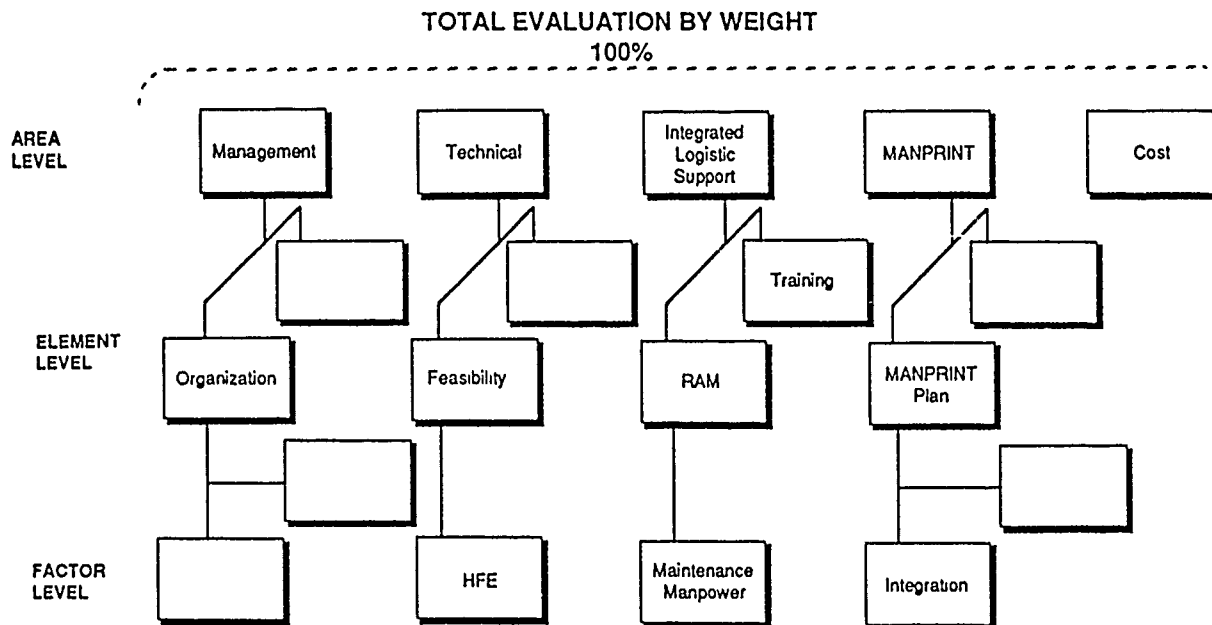 TOTAL EVALUATION BY WEIGHT
100%
AREA
LEVEL
Management
Technical
Integrated
Logistic
Support
MANPRINT
Cost
Training
ELEMENT
LEVEL
Organization
Feasibility
RAM
MANPRINT
Plan
FACTOR
LEVEL
HFE
Maintenance
Manpower
Integration